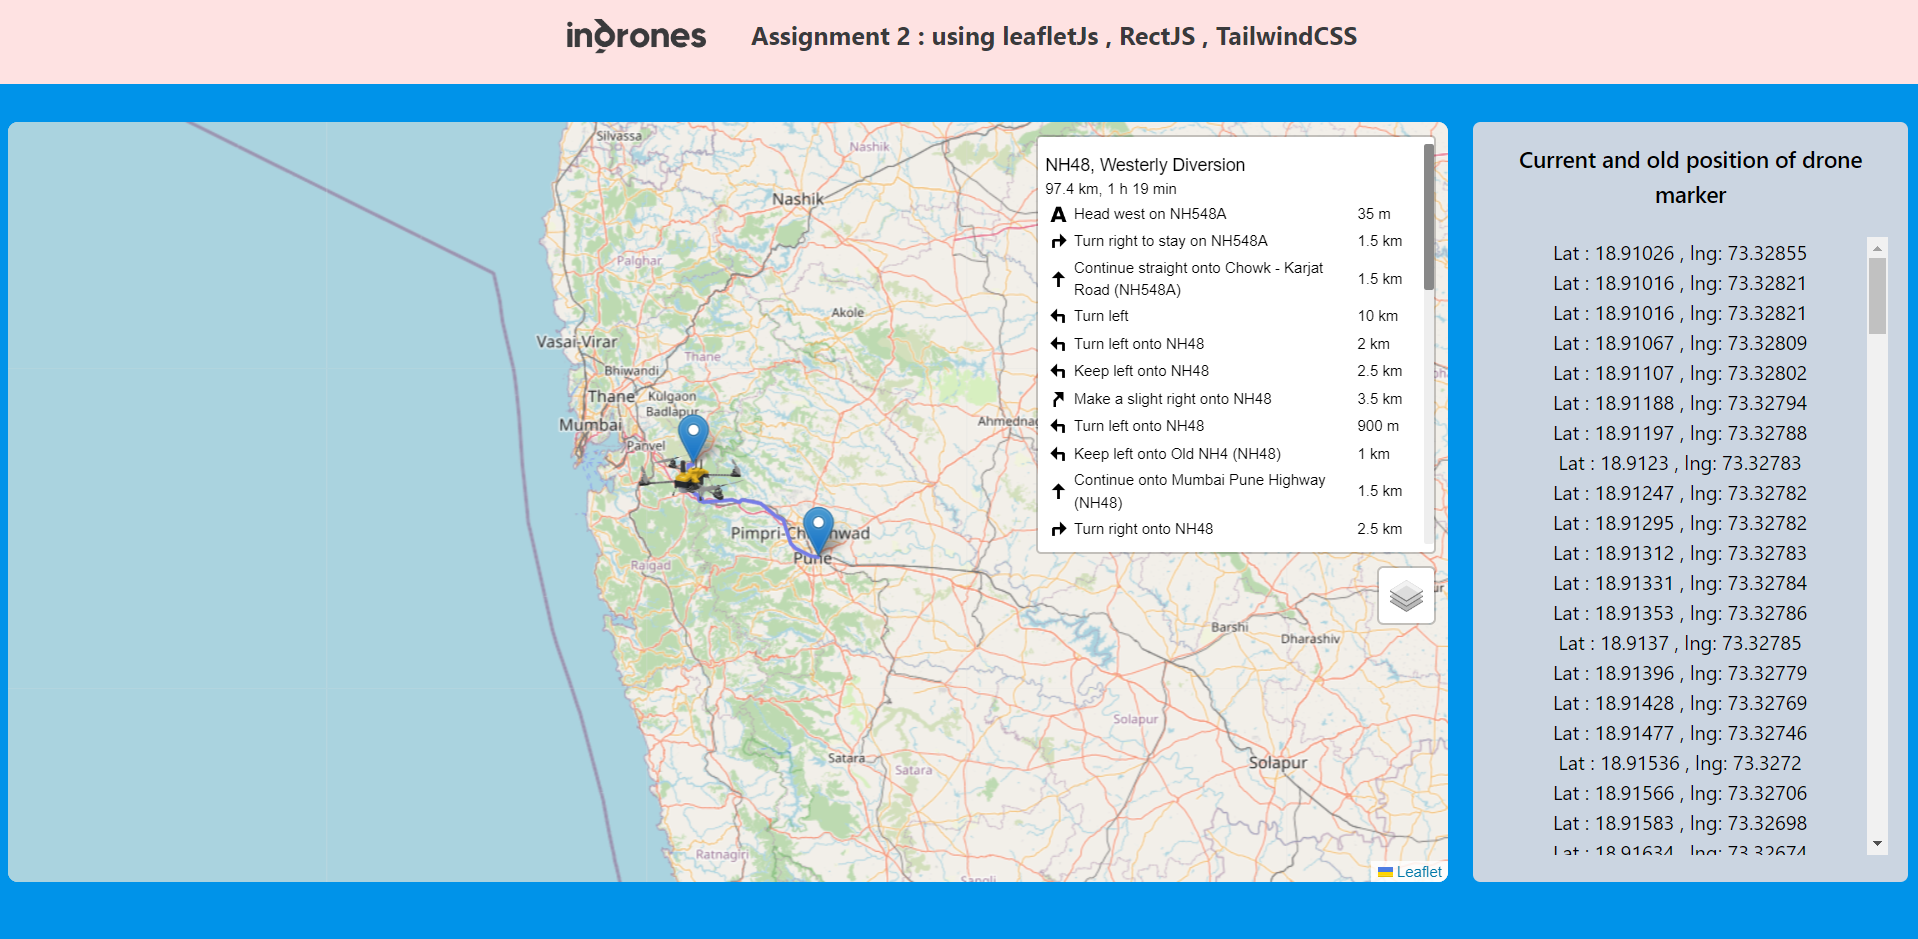 inDrones
Assignment 2 : using leafletJs , RectJS , TailwindCSS
Silvassa
Nashik
Nashik
Palghar
Akole
Vasai-Virar
Thane
Bhiwandi
Thane
Kulgaon
Badlapur
Mumbai
Panvel
Pimpri-Ch
nwad
Pune
Raigad
Barshi
Dharashiv
Solapur
Solapur
Satara
Satara
Ratnagiri
NH48, Westerly Diversion
97.4 km, 1 h 19 min
Head west on NH548A 35 m
Turn right to stay on NH548A 1.5 km
Continue straight onto Chowk - Karjat
Road (NH548A) 1.5 km
Turn left 10 km
Turn left onto NH48 2 km
Keep left onto NH48 2.5 km
Make a slight right onto NH48 3.5 km
Turn left onto NH48 900 m
Keep left onto Old NH4 (NH48) 1 km
Continue onto Mumbai Pune Highway
(NH48) 1.5 km
Turn right onto NH48 2.5 km
Leaflet
Current and old position of drone
marker
Lat : 18.91026 , lng: 73.32855
Lat : 18.91016 , lng: 73.32821
Lat : 18.91016 , lng: 73.32821
Lat : 18.91067 , lng: 73.32809
Lat : 18.91107 , lng: 73.32802
Lat : 18.91188 , lng: 73.32794
Lat : 18.91197 , lng: 73.32788
Lat : 18.9123 , lng: 73.32783
Lat : 18.91247 , lng: 73.32782
Lat : 18.91295 , lng: 73.32782
Lat : 18.91312 , lng: 73.32783
Lat : 18.91331 , lng: 73.32784
Lat : 18.91353 , lng: 73.32786
Lat : 18.9137 , lng: 73.32785
Lat : 18.91396 , lng: 73.32779
Lat : 18.91428 , lng: 73.32769
Lat : 18.91477 , lng: 73.32746
Lat : 18.91536 , lng: 73.3272
Lat : 18.91566 , lng: 73.32706
Lat : 18.91583 , lng: 73.32698
Lat : 18.91634 , lng: 73.32674